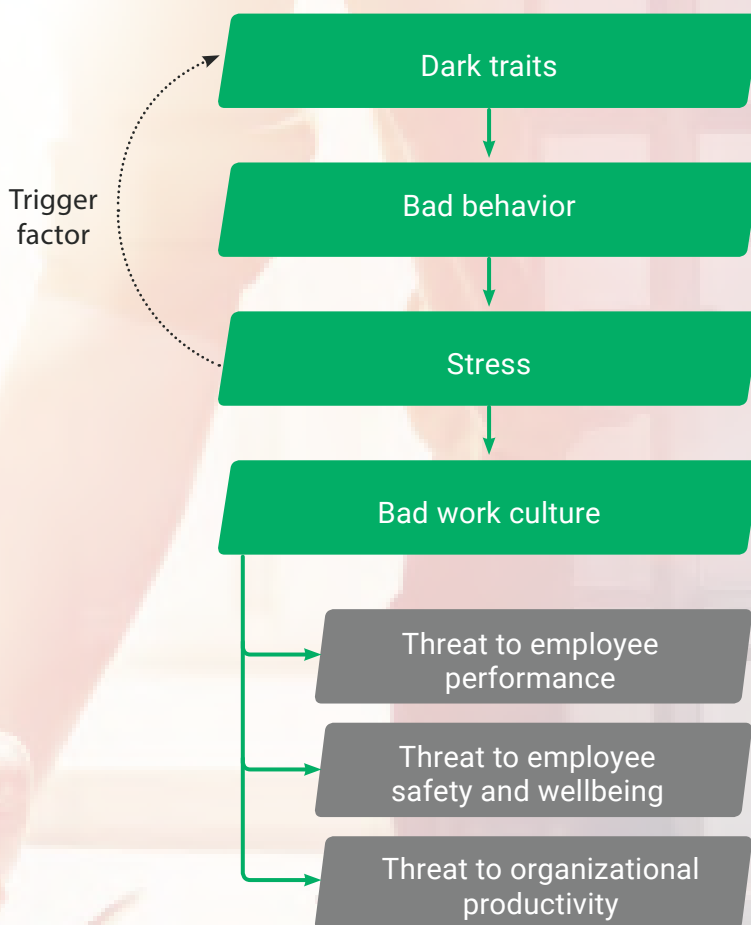 Dark traits
Trigger
factor
Bad behavior
Stress
Bad work culture
Threat to employee
performance
Threat to employee
safety and wellbeing
Threat to organizational
productivity